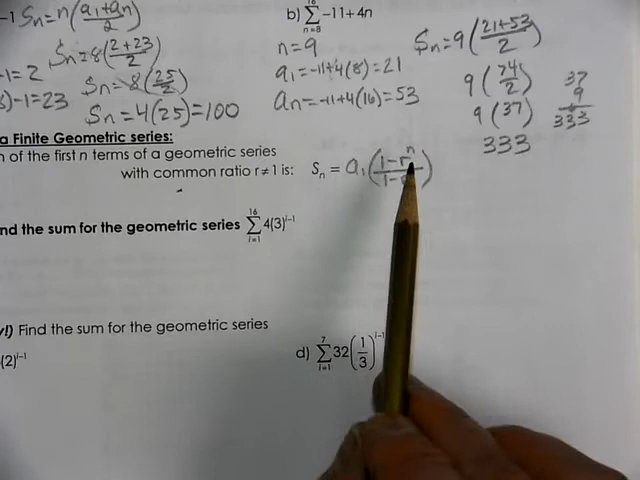 -1 Sn=n(a1+an/2)
Sn=8(2+23/2)
-1=2
Sn=8(25/2)
)-1=23
Sn=4(25)=100
b) 16 Σ n=8 -11+4n
n=9
a1=-11+4(8)=21
an=-11+4(16)=53
Sn=9(21+53/2)
9(74/2)
9(37)
333
37
9
333
a Finite Geometric series:
of the first n terms of a geometric series
with common ratio r≠1 is: Sn = a1(1-r^n/1-
nd the sum for the geometric series 16 Σ i=1 4(3)^i-1
Find the sum for the geometric series
(2)^i-1
d) 7 Σ i=1 32(1/3)^i-1